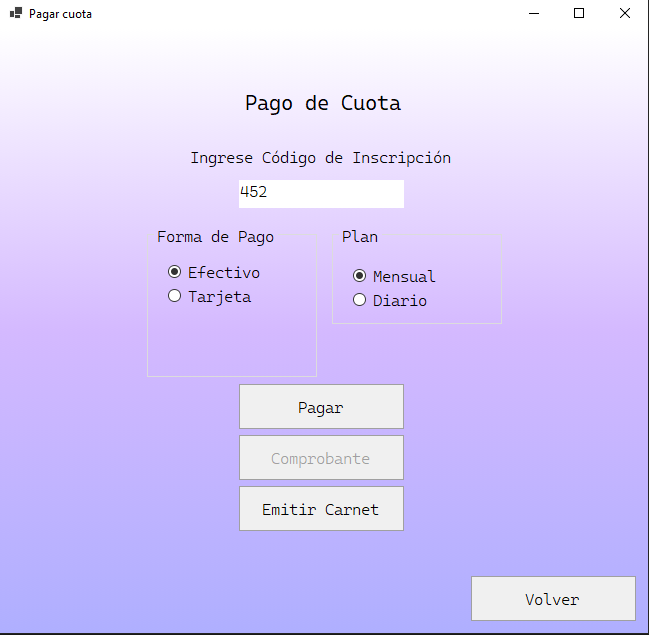 Pagar cuota
Pago de Cuota
Ingrese Código de Inscripción
452
Forma de Pago
Efectivo
Tarjeta
Plan
Mensual
Diario
Pagar
Comprobante
Emitir Carnet
Volver